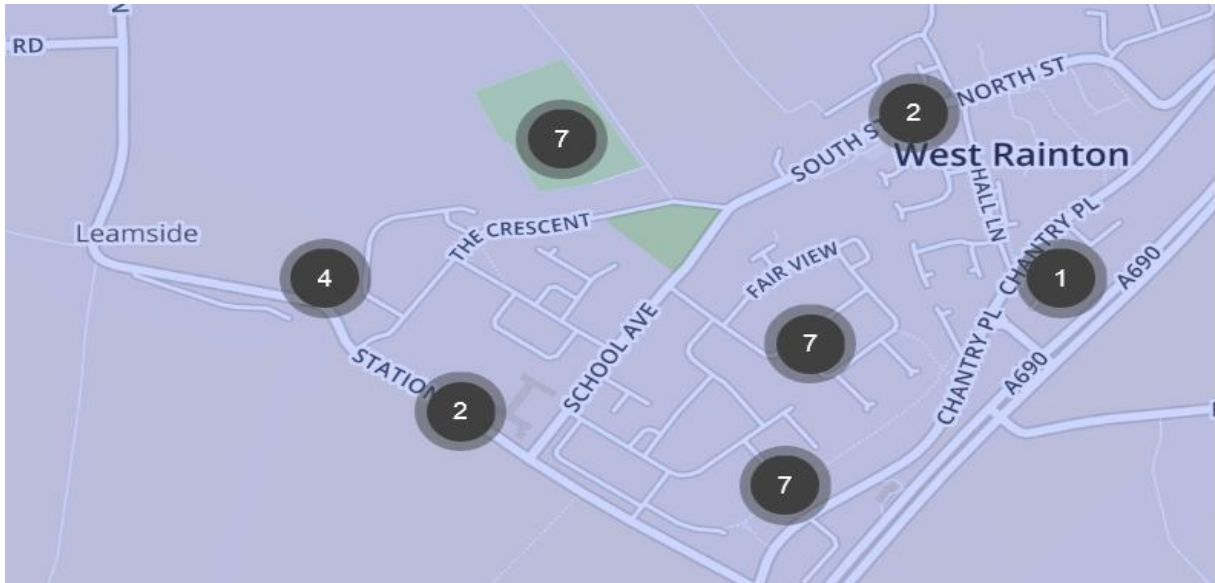 N
RD
NORTH ST
2
SOUTH ST
7
West Rainton
HALL LN
THE CRESCENT
CHANTRY PL
Leamside
4
FAIR VIEW
1
A690
SCHOOL AVE
7
STATION
A690
CHANTRY PL
2
7